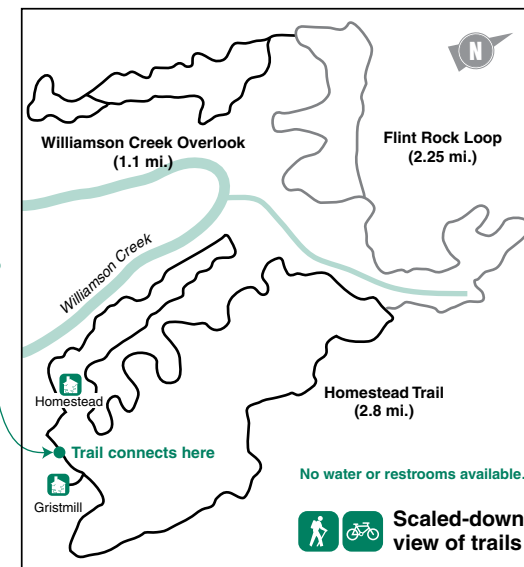 N
Williamson Creek Overlook
(1.1 mi.)
Flint Rock Loop
(2.25 mi.)
Williamson Creek
Homestead
Homestead Trail
(2.8 mi.)
Trail connects here
No water or restrooms available.
Gristmill
Scaled-down
view of trails